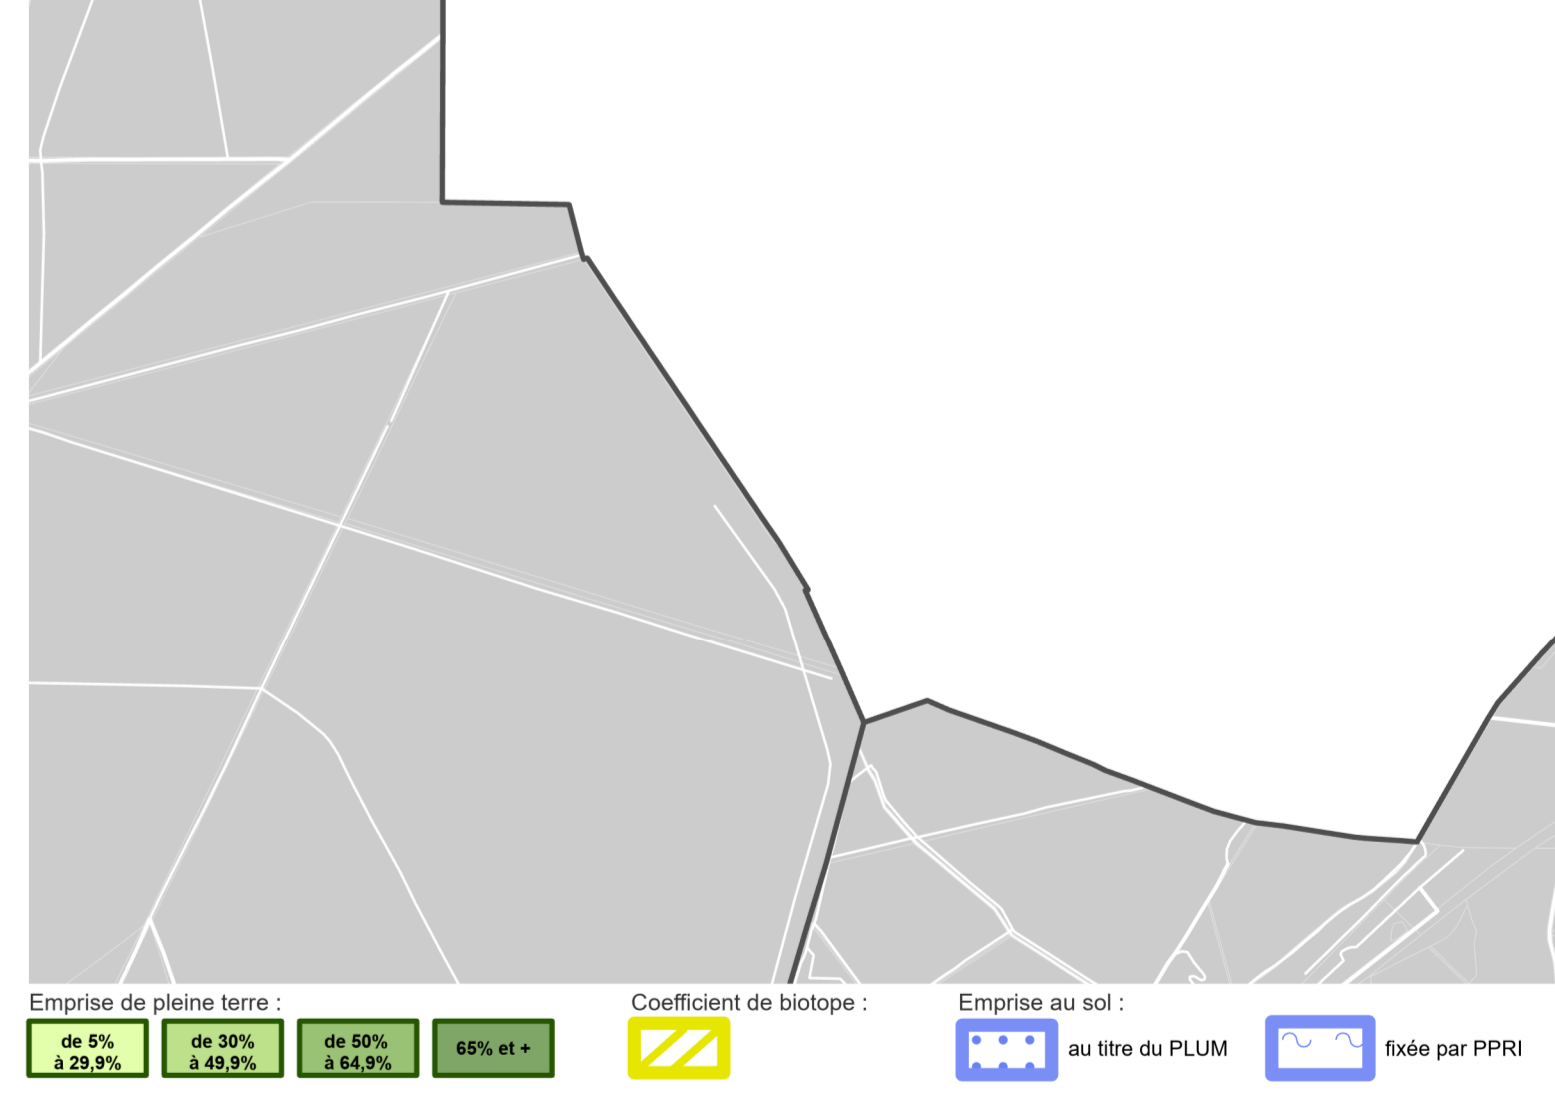 Emprise de pleine terre :
de 5%
à 29,9%
de 30%
à 49,9%
de 50%
à 64,9%
65% et +
Coefficient de biotope :
Emprise au sol :
au titre du PLUM
fixée par PPRI